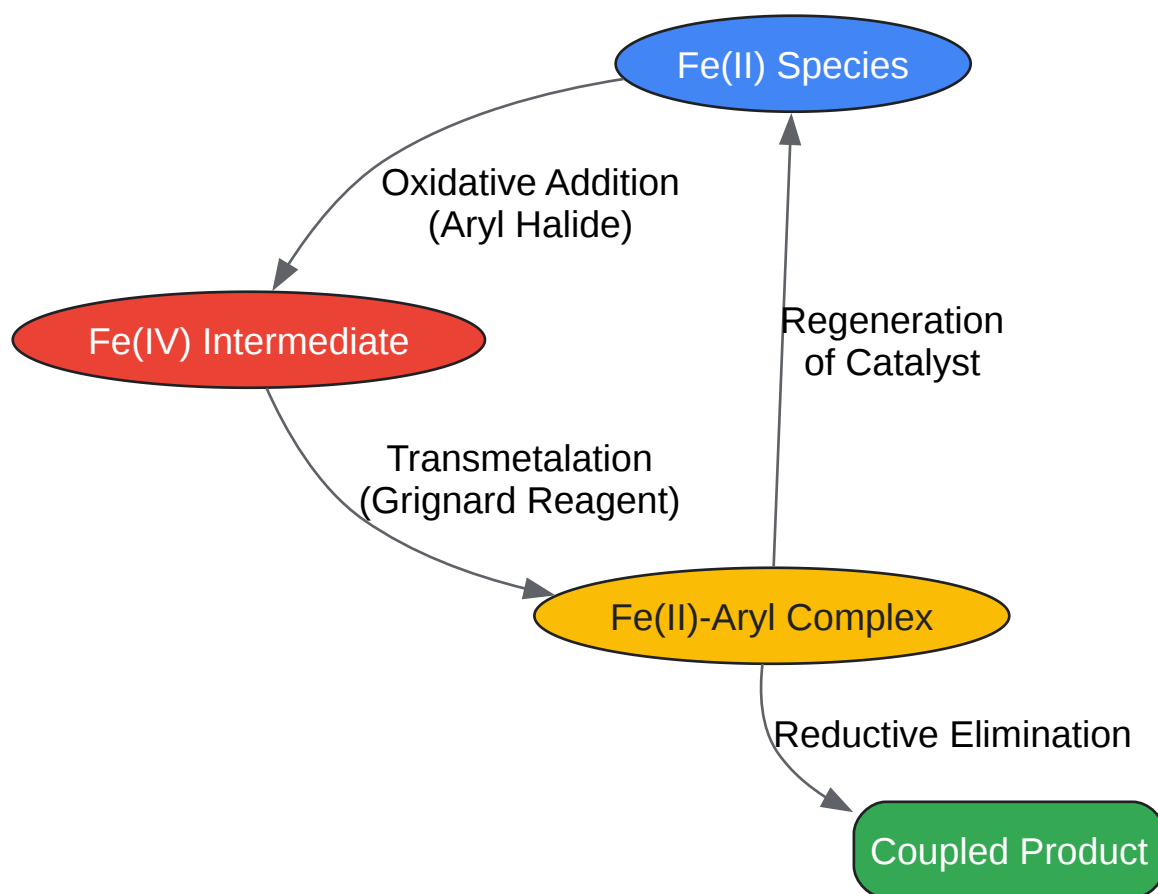 Fe(II) Species
Oxidative Addition
(Aryl Halide)
Fe(IV) Intermediate
Regeneration
of Catalyst
Transmetalation
(Grignard Reagent)
Fe(II)-Aryl Complex
Reductive Elimination
Coupled Product